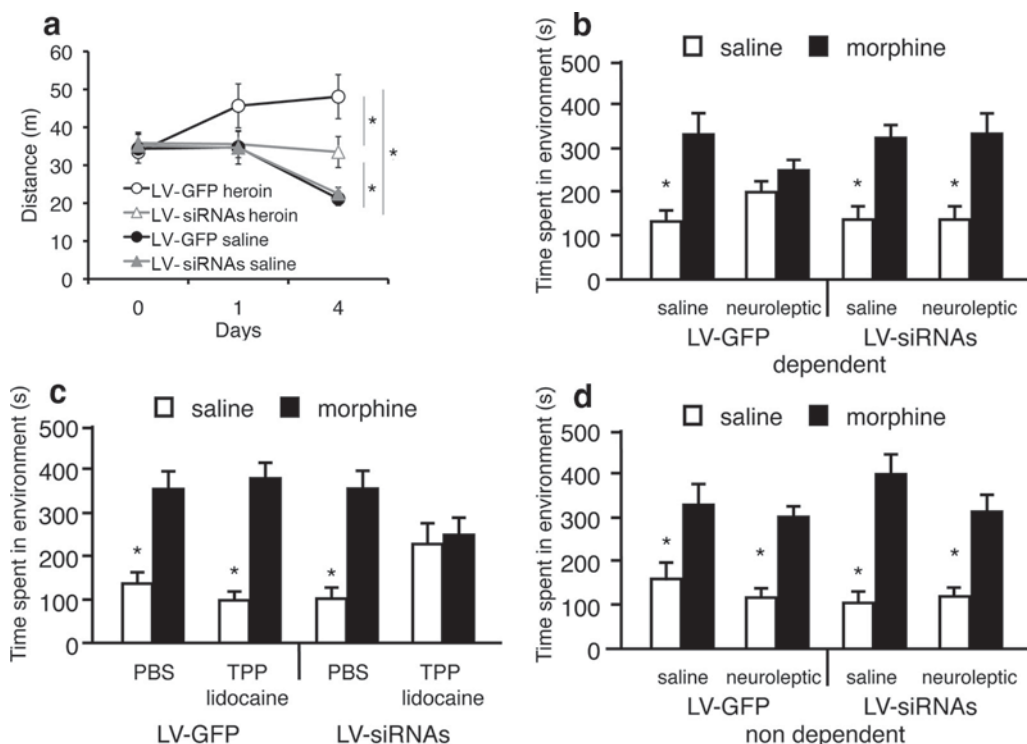 a
Distance (m)
60
50
40
30
20
10
0
LV-GFP heroin
LV-siRNAs heroin
LV-GFP saline
LV-siRNAs saline
* * *
0 1 4
Days
b
saline morphine
Time spent in environment (s)
500
400
300
200
100
0
* * *
saline neuroleptic saline neuroleptic
LV-GFP LV-siRNAs
dependent
c
saline morphine
Time spent in environment (s)
500
400
300
200
100
0
* * *
PBS TPP PBS TPP
lidocaine lidocaine
LV-GFP LV-siRNAs
d
saline morphine
Time spent in environment (s)
500
400
300
200
100
0
* * * *
saline neuroleptic saline neuroleptic
LV-GFP LV-siRNAs
non dependent